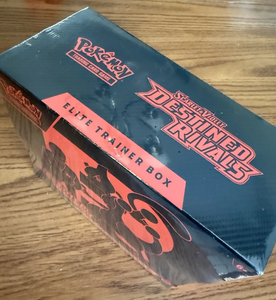 POKÉMON
TRADING CARD GAME
SCARLET & VIOLET
DESTINED
RIVALS
ELITE TRAINER BOX